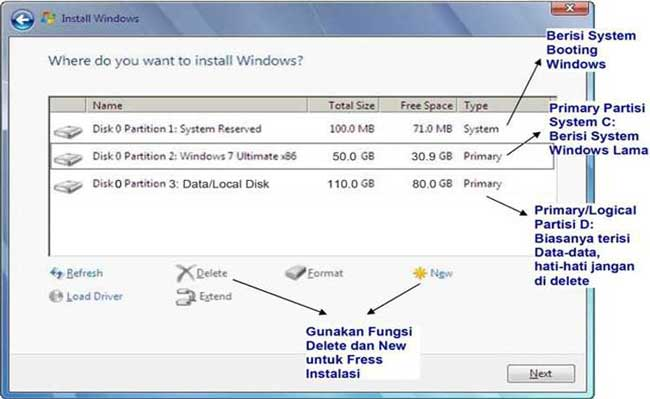 Install Windows
Where do you want to install Windows?
Name Total Size Free Space Type
Disk 0 Partition 1: System Reserved 100.0 MB 71.0 MB System
Disk 0 Partition 2: Windows 7 Ultimate x86 50.0 GB 30.9 GB Primary
Disk 0 Partition 3: Data/Local Disk 110.0 GB 80.0 GB Primary
Refresh Delete Format New
Load Driver Extend
Next
Berisi System
Booting
Windows
Primary Partisi
System C:
Berisi System
Windows Lama
Primary/Logical
Partisi D:
Biasanya terisi
Data-data,
hati-hati jangan
di delete
Gunakan Fungsi
Delete dan New
untuk Fress
Instalasi